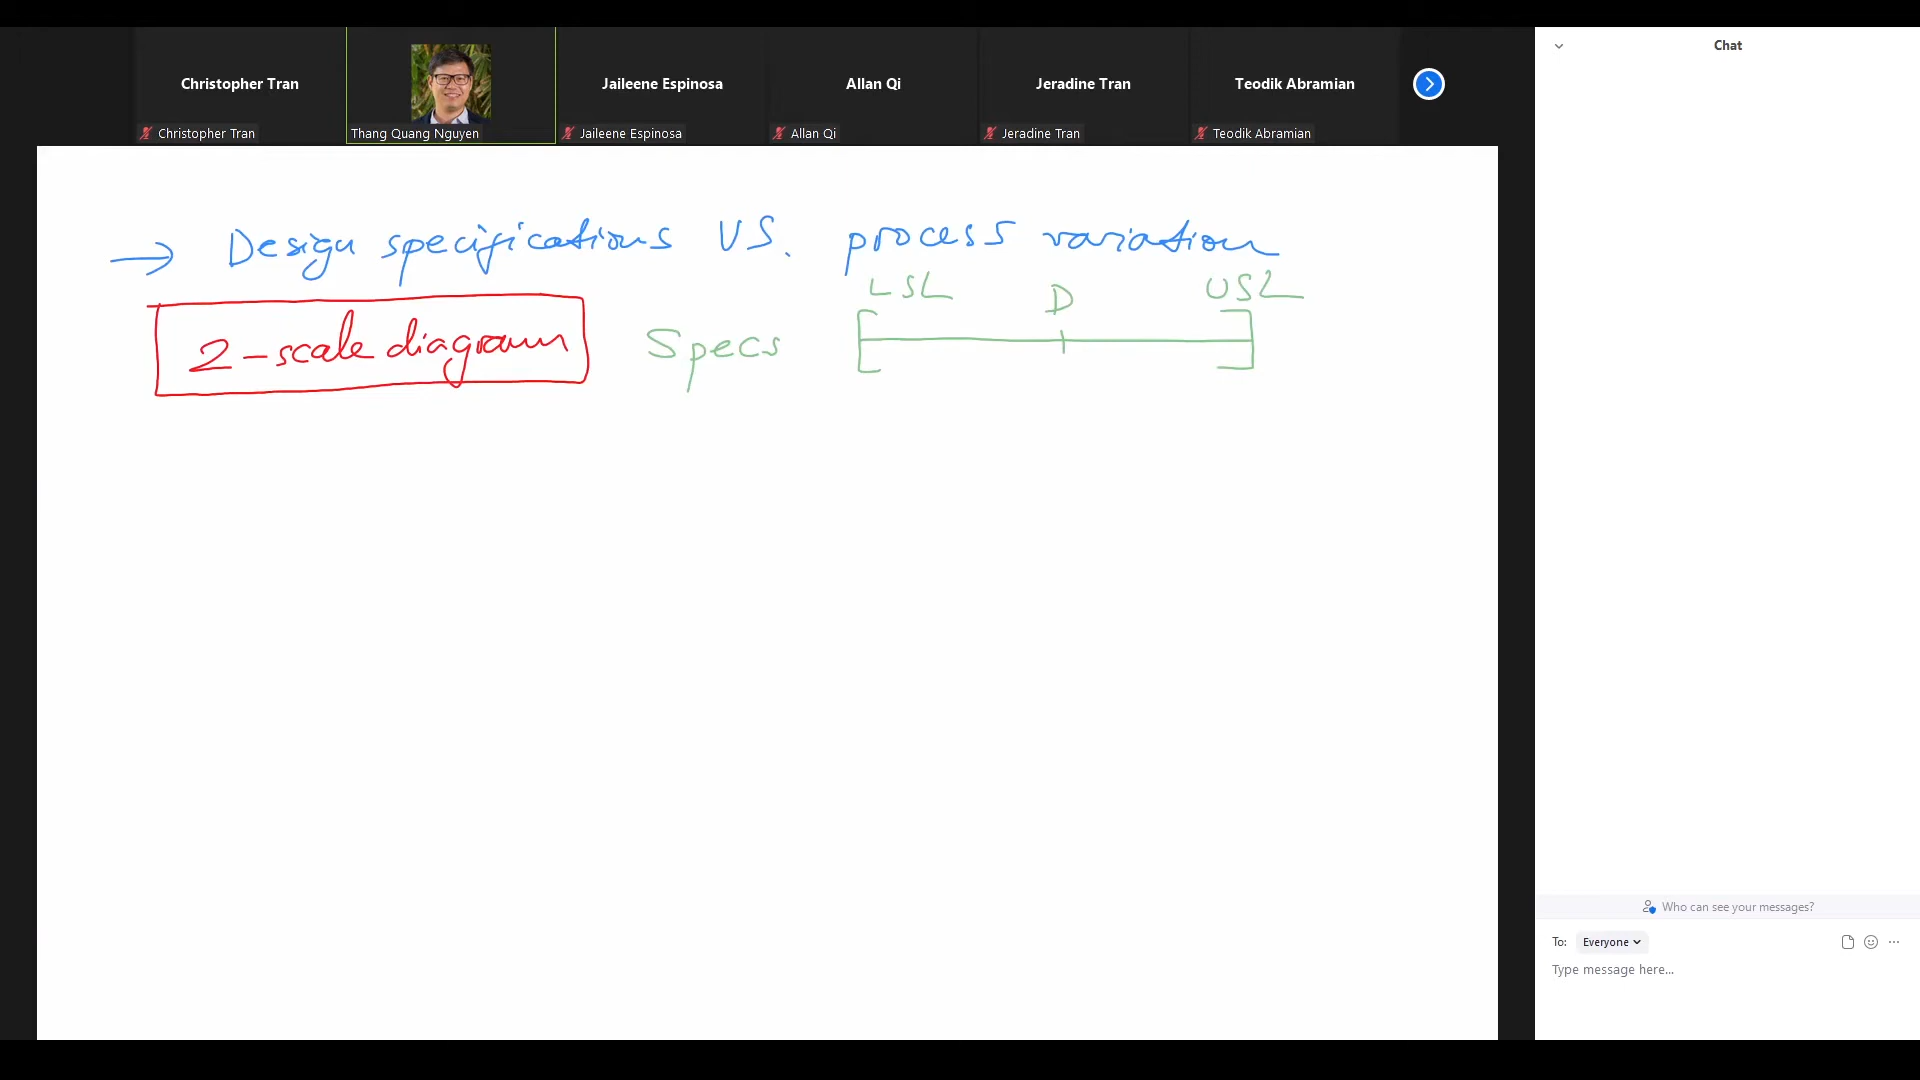 Chat
Christopher Tran
Jaileene Espinosa
Allan Qi
Jeradine Tran
Teodik Abramian
Christopher Tran
Thang Quang Nguyen
Jaileene Espinosa
Allan Qi
Jeradine Tran
Teodik Abramian
→ Design specifications VS. process variation
LSL D USL
2-scale diagram Specs
Who can see your messages?
To: Everyone
Type message here...